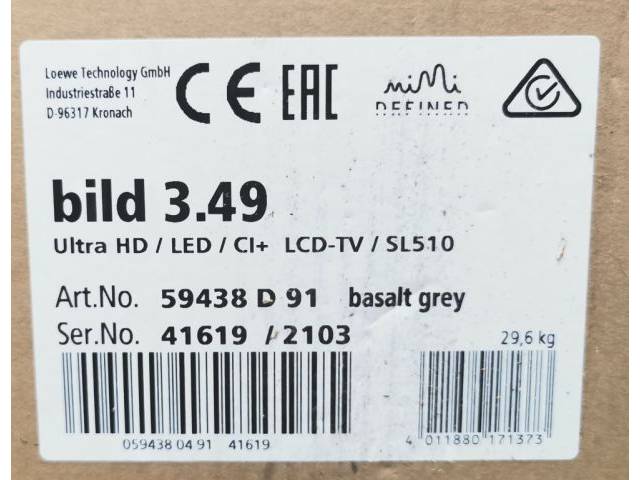 Loewe Technology GmbH
Industriestraße 11
D-96317 Kronach
CE EAC
miMi
DEFINED
bild 3.49
Ultra HD / LED / CI+ LCD-TV / SL510
Art.No. 59438 D 91 basalt grey
Ser.No. 41619 / 2103
29,6 kg
059438 0491 41619
4 011880 171373